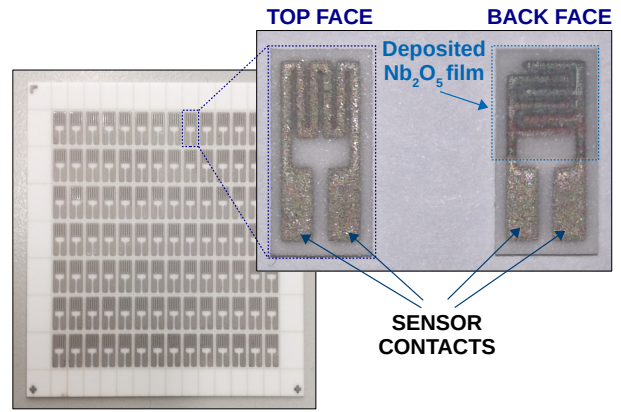 TOP FACE
BACK FACE
Deposited
Nb₂O₅ film
SENSOR
CONTACTS